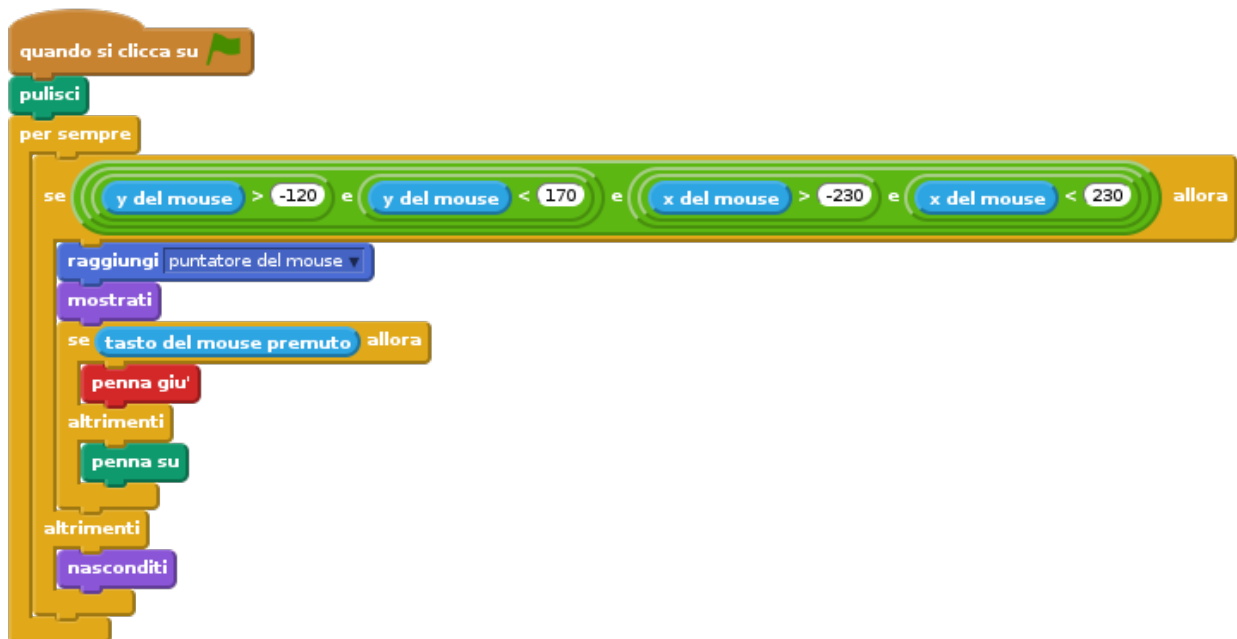 quando si clicca su
pulisci
per sempre
se y del mouse > -120 e y del mouse < 170 e x del mouse > -230 e x del mouse < 230 allora
raggiungi puntatore del mouse
mostrati
se tasto del mouse premuto allora
penna giu'
altrimenti
penna su
altrimenti
nasconditi